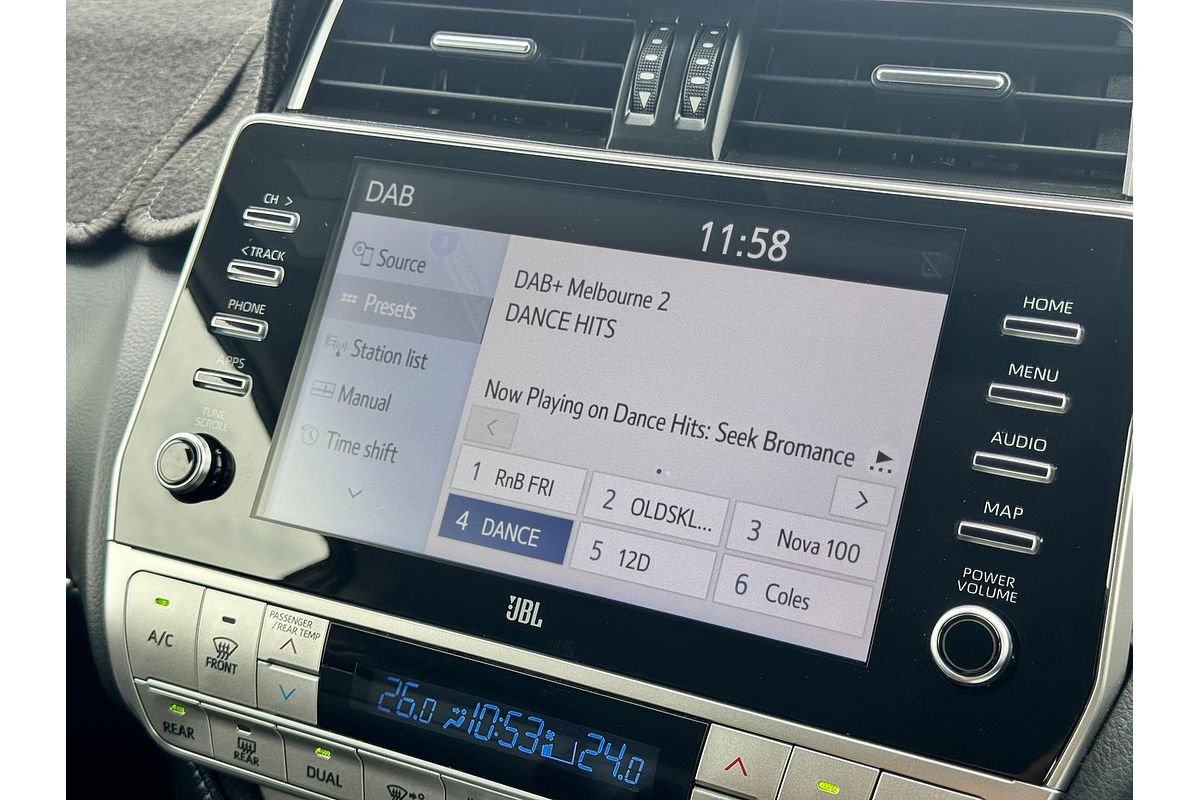 DAB
11:58
CH >
< TRACK
PHONE
APPS
TUNE
SCROLL
3
Source
Presets
Station list
Manual
Time shift
DAB+ Melbourne 2
DANCE HITS
Now Playing on Dance Hits: Seek Bromance
1 RnB FRI
2 OLDSKL...
3 Nova 100
4 DANCE
5 12D
6 Coles
HOME
MENU
AUDIO
MAP
POWER
VOLUME
JBL
A/C
FRONT
PASSENGER
/REAR TEMP
REAR
REAR
DUAL
26.0
10:53
24.0